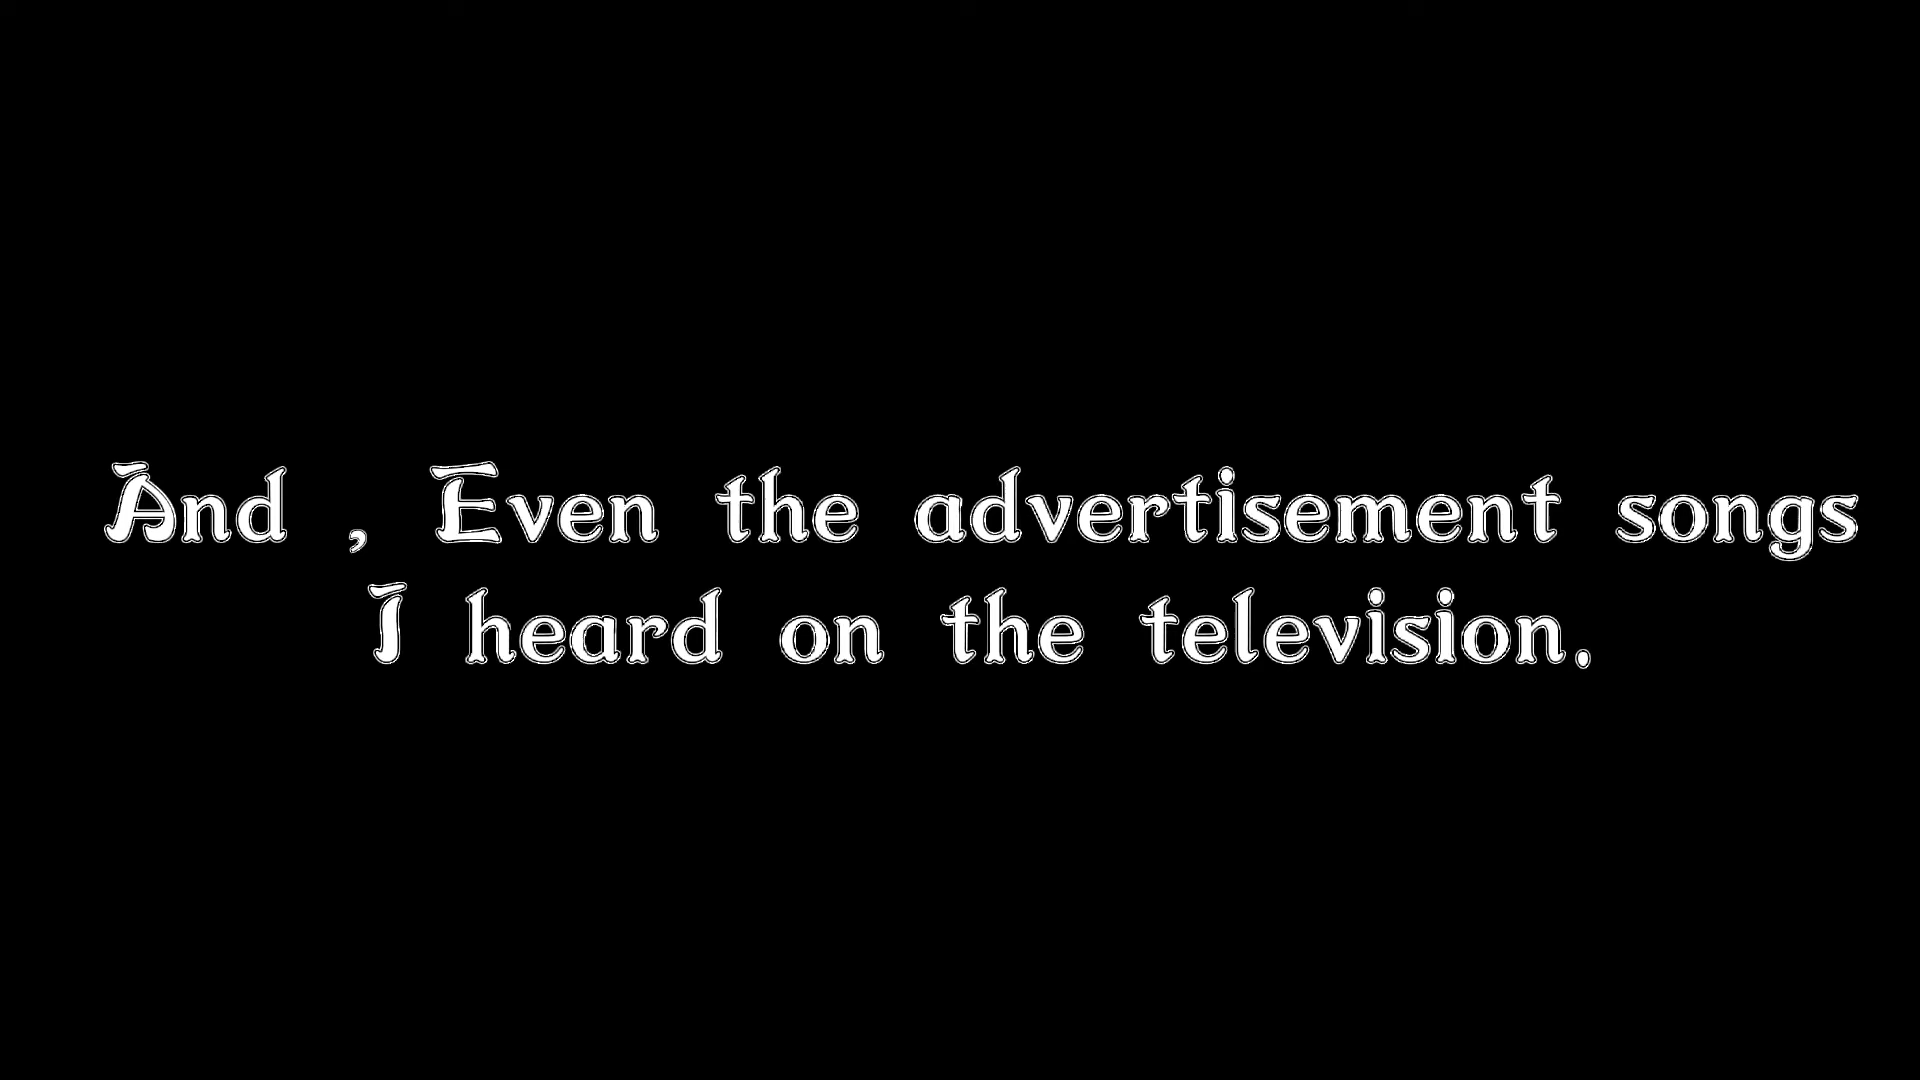 And , Even the advertisement songs
I heard on the television.